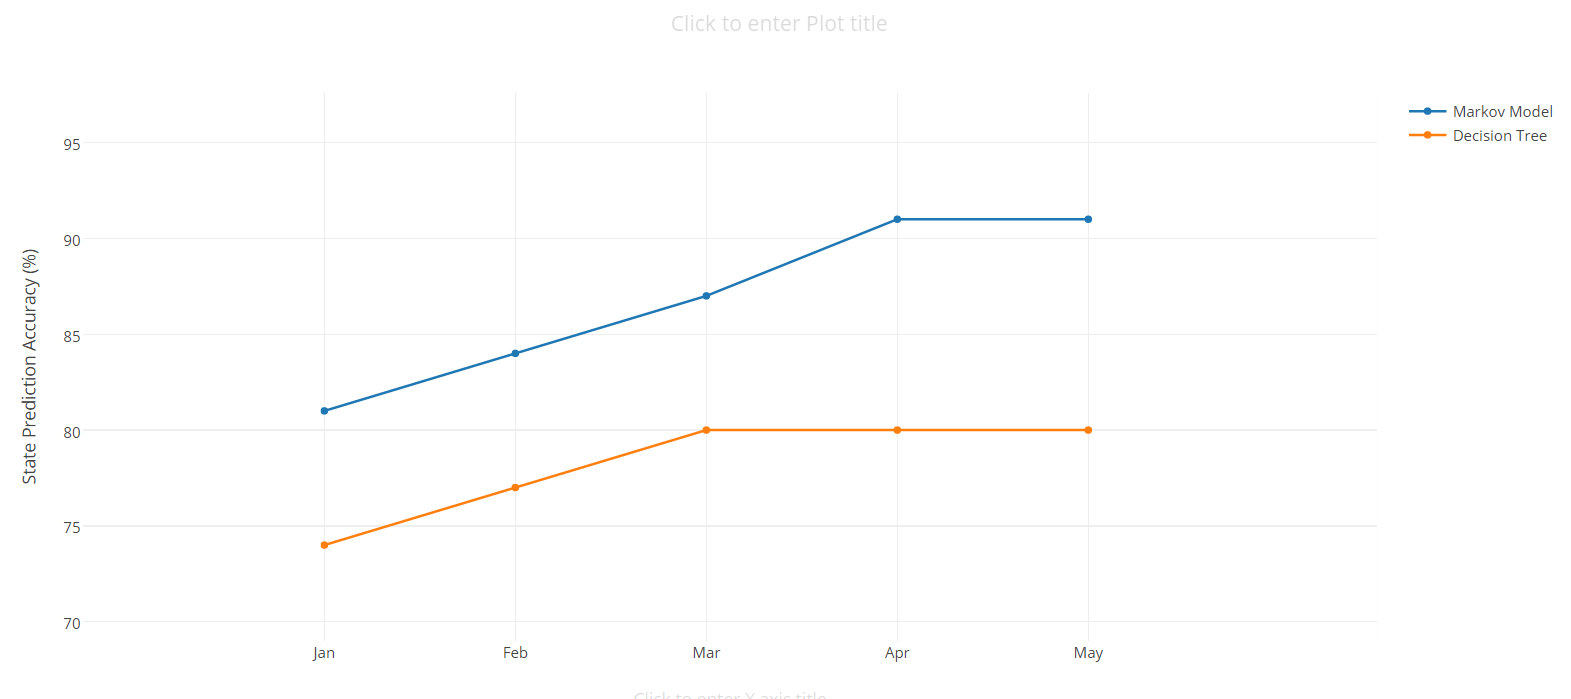 Click to enter Plot title
Markov Model
Decision Tree
95
90
85
80
75
70
State Prediction Accuracy (%)
Jan Feb Mar Apr May
Click to enter X axis title